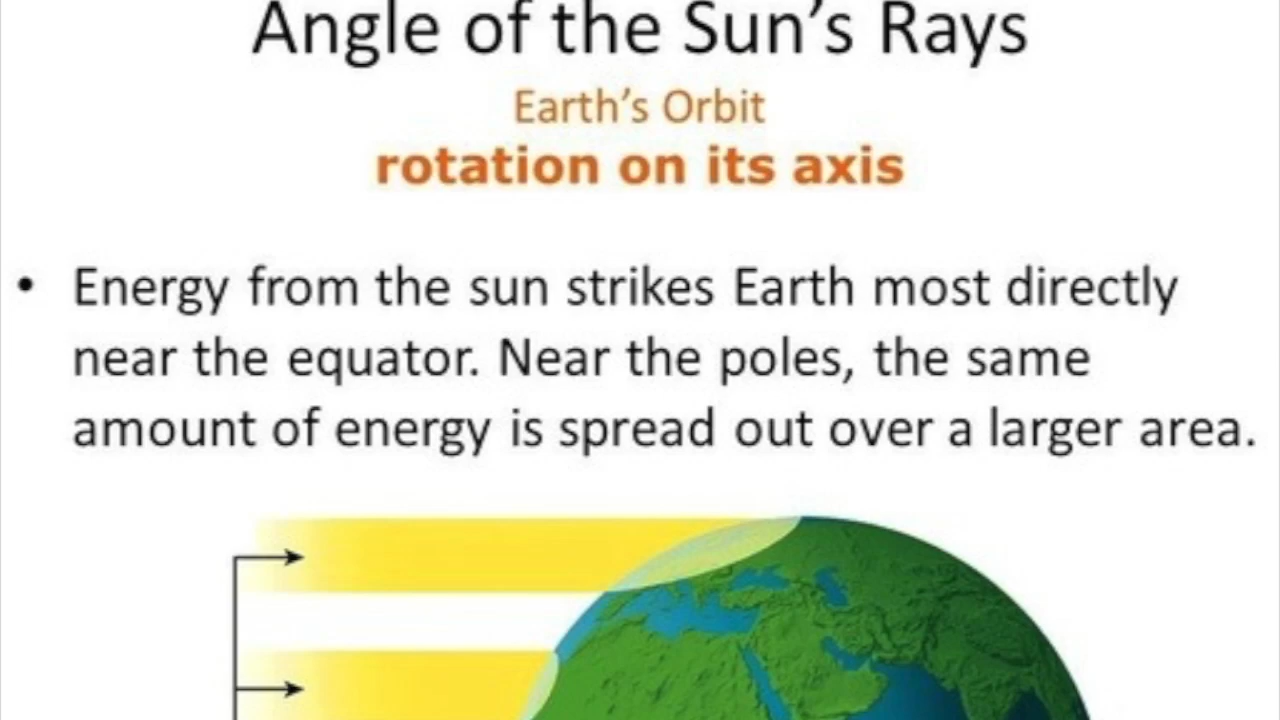 Angle of the Sun’s Rays
Earth’s Orbit
rotation on its axis
• Energy from the sun strikes Earth most directly
near the equator. Near the poles, the same
amount of energy is spread out over a larger area.